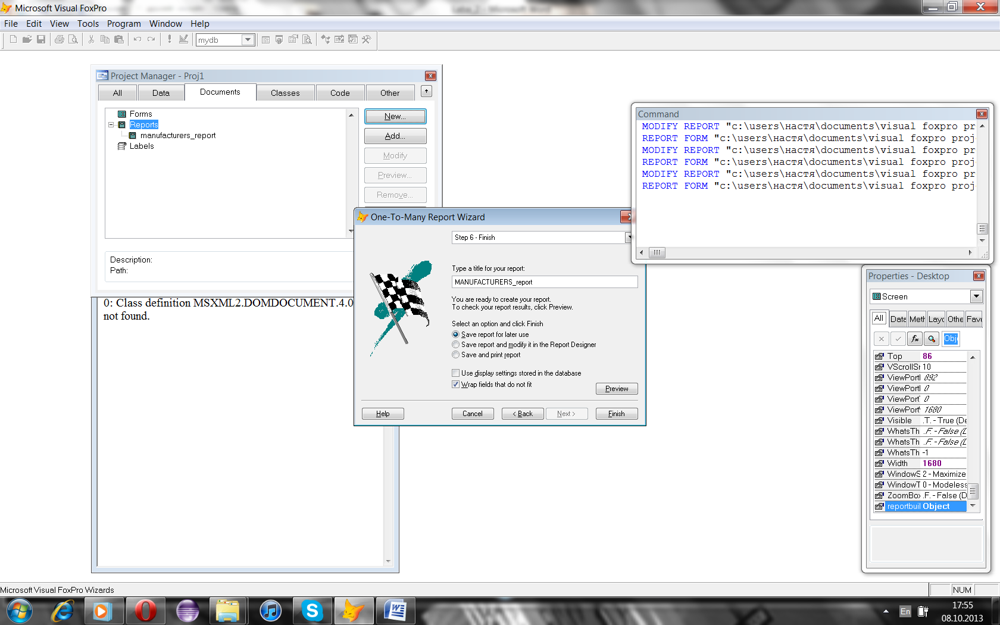 Microsoft Visual FoxPro
File Edit View Tools Program Window Help
mydb
Project Manager - Proj1
All Data Documents Classes Code Other
Forms
Reports
manufacturers_report
Labels
New...
Add...
Modify
Preview...
Remove...
Description:
Path:
0: Class definition MSXML2.DOMDOCUMENT.4.0
not found.
One-To-Many Report Wizard
Step 6 - Finish
Type a title for your report:
MANUFACTURERS_report
You are ready to create your report.
To check your report results, click Preview.
Select an option and click Finish
Save report for later use
Save report and modify it in the Report Designer
Save and print report
Use display settings stored in the database
Wrap fields that do not fit
Preview
Help Cancel < Back Next > Finish
Command
MODIFY REPORT "c:\users\настя\documents\visual foxpro pr
REPORT FORM "c:\users\настя\documents\visual foxpro proj
MODIFY REPORT "c:\users\настя\documents\visual foxpro pr
REPORT FORM "c:\users\настя\documents\visual foxpro proj
MODIFY REPORT "c:\users\настя\documents\visual foxpro pr
REPORT FORM "c:\users\настя\documents\visual foxpro proj
Properties - Desktop
Screen
All Data Meth Layo Othe Favo
Obj
Top 86
VScrollSm 10
ViewPortH 892
ViewPortL 0
ViewPortT 0
ViewPortW 1680
Visible .T. - True (De
WhatsTh .F. - False (D
WhatsTh .F. - False (D
WhatsTh -1
Width 1680
WindowS 2 - Maximize
WindowT 0 - Modeless
ZoomBox .F. - False (D
reportbuil Object
Microsoft Visual FoxPro Wizards
NUM
En
17:55
08.10.2013